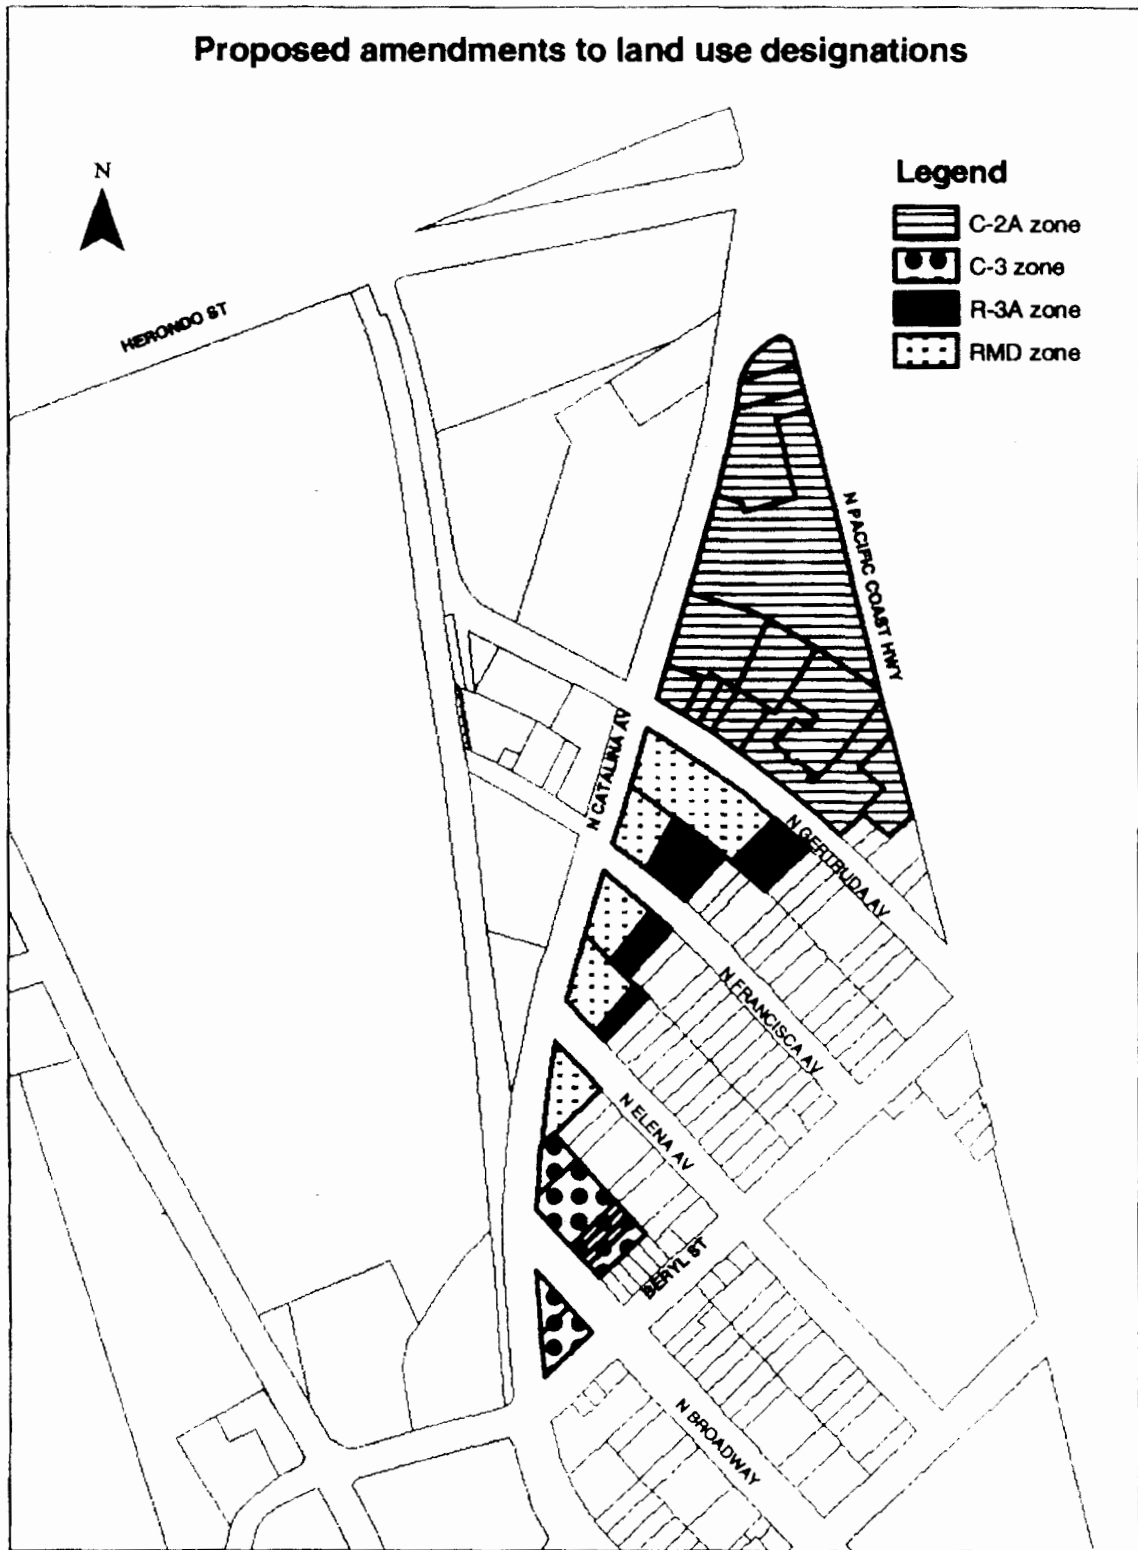 Proposed amendments to land use designations
N
Legend
C-2A zone
C-3 zone
R-3A zone
RMD zone
HERONDO ST
N PACIFIC COAST HWY
N CATALINA AV
N GERTRUDA AV
N FRANCISCA AV
N ELENA AV
BERYL ST
N BROADWAY